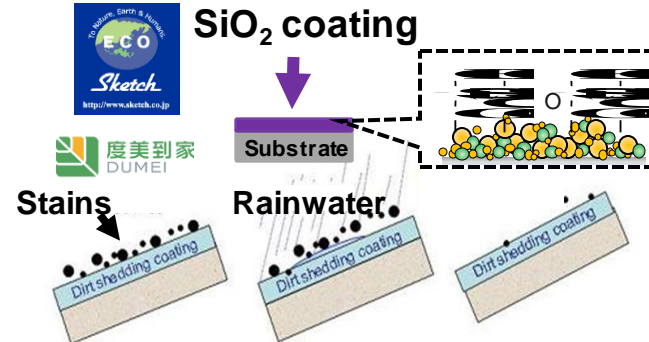 To Nature, Earth & Humans.
ECO
Sketch
http://www.sketch.co.jp
SiO₂ coating
Substrate
O
度美到家
DUMEI
Stains
Rainwater
Dirt shedding coating
Dirt shedding coating
Dirt shedding coating